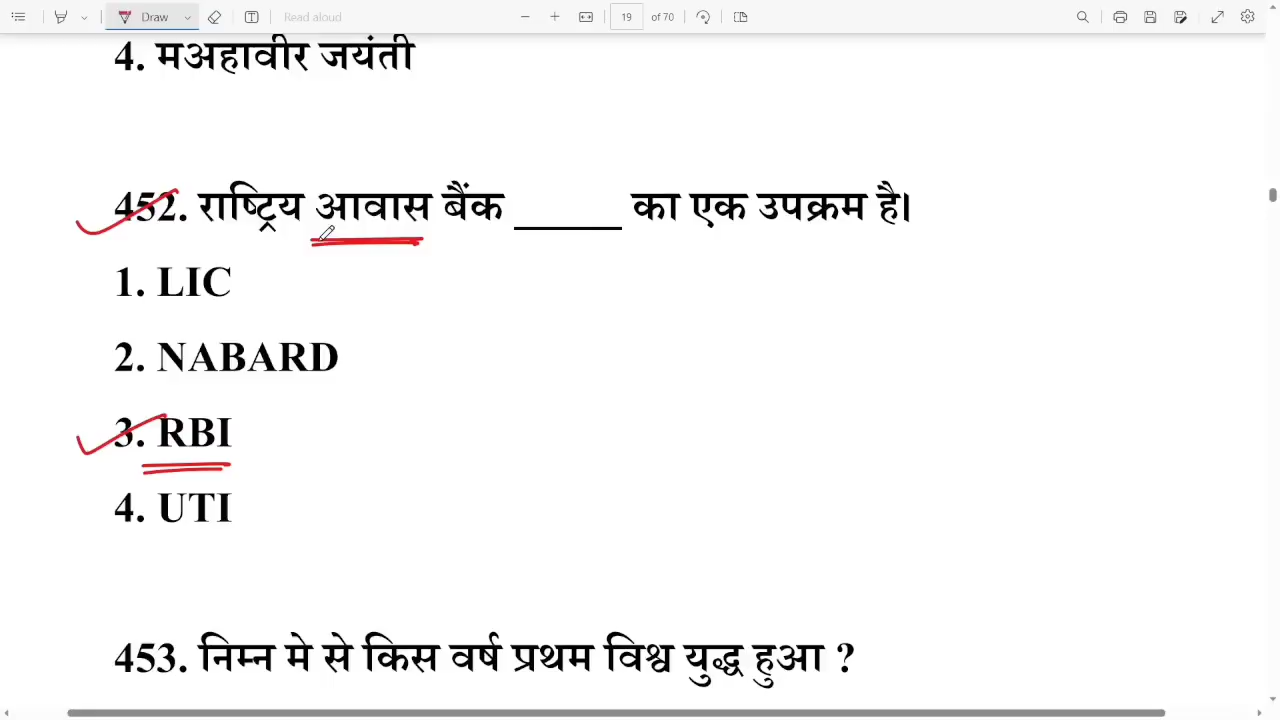 Draw
Read aloud
19 of 70
4. मअहावीर जयंती
452. राष्ट्रिय आवास बैंक _____ का एक उपक्रम है।
1. LIC
2. NABARD
3. RBI
4. UTI
453. निम्न मे से किस वर्ष प्रथम विश्व युद्ध हुआ ?